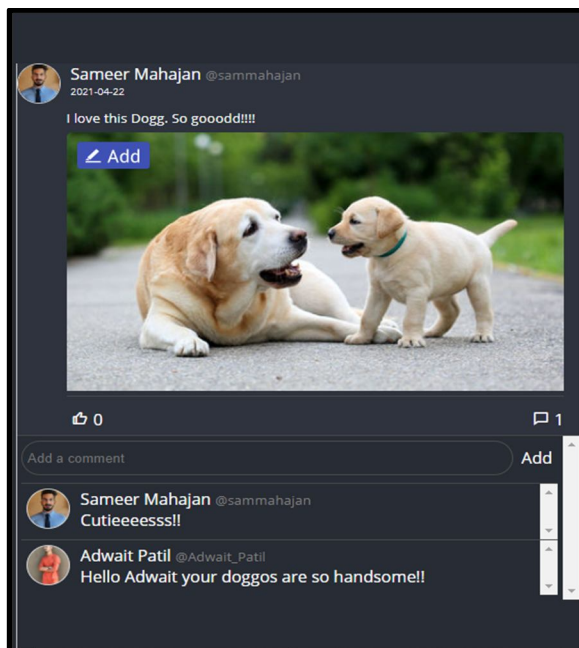 Sameer Mahajan @sammahajan
2021-04-22
I love this Dogg. So gooodd!!!!
Add
0
1
Add a comment
Add
Sameer Mahajan @sammahajan
Cutieeeesss!!
Adwait Patil @Adwait_Patil
Hello Adwait your doggos are so handsome!!